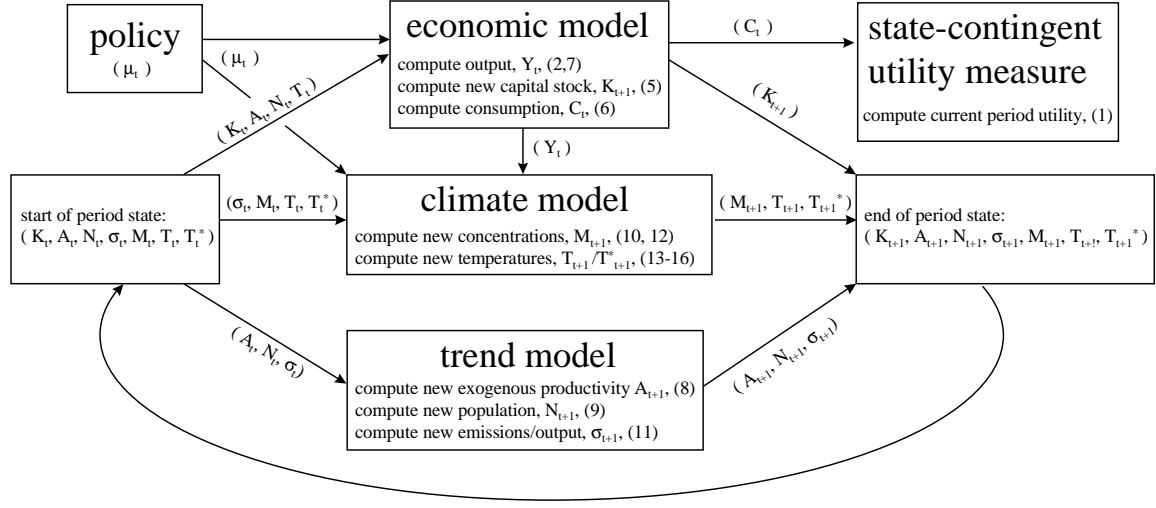 policy
( μt )
( μt )
economic model
compute output, Yt, (2,7)
compute new capital stock, Kt+1, (5)
compute consumption, Ct, (6)
( Ct )
state-contingent
utility measure
compute current period utility, (1)
( Kt, At, Nt, Tt )
( Kt+1 )
( Yt )
start of period state:
( Kt, At, Nt, σt, Mt, Tt, Tt* )
(σt, Mt, Tt, Tt* )
climate model
compute new concentrations, Mt+1, (10, 12)
compute new temperatures, Tt+1 /T*t+1, (13-16)
( Mt+1, Tt+1, Tt+1* )
end of period state:
( Kt+1, At+1, Nt+1, σt+1, Mt+1, Tt+!, Tt+1* )
( At, Nt, σt)
trend model
compute new exogenous productivity At+1, (8)
compute new population, Nt+1, (9)
compute new emissions/output, σt+1, (11)
( At+1, Nt+1, σt+1)